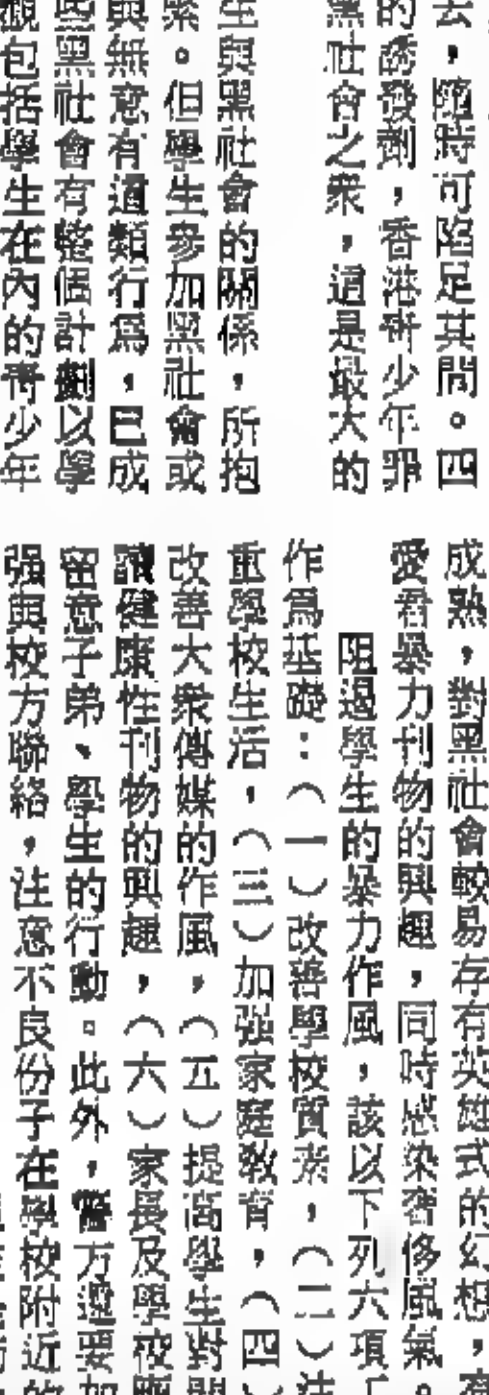 去，隨時可陷足其間。四
的誘發劑，香港青少年罪
黑社會之衆，這是最大的
生與黑社會的關係，所抱
緊。但學生參加黑社會或
與無意有這類行爲，已成
些黑社會有整個計劃以學
觀包括學生在內的靑少年
成熟，對黑社會較易存有英雄式的幻想，
愛看暴力刊物的興趣，同時感染奢侈風氣。
阻遏學生的暴力作風，該以下列六項「
作爲基礎：（一）改善學校質素，（二）注
重學校生活，（三）加强家庭敎育，（四）
改善大衆傳媒的作風，（五）提高學生對閱
讀健康性刊物的興趣，（六）家長及學校應
留意子弟、學生的行動。此外，警方還要加
强與校方聯絡，注意不良份子在學校附近的